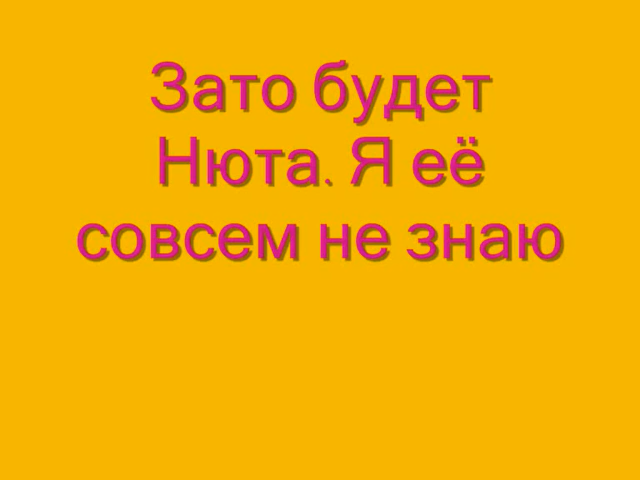 Зато будет
Нюта. Я её
совсем не знаю